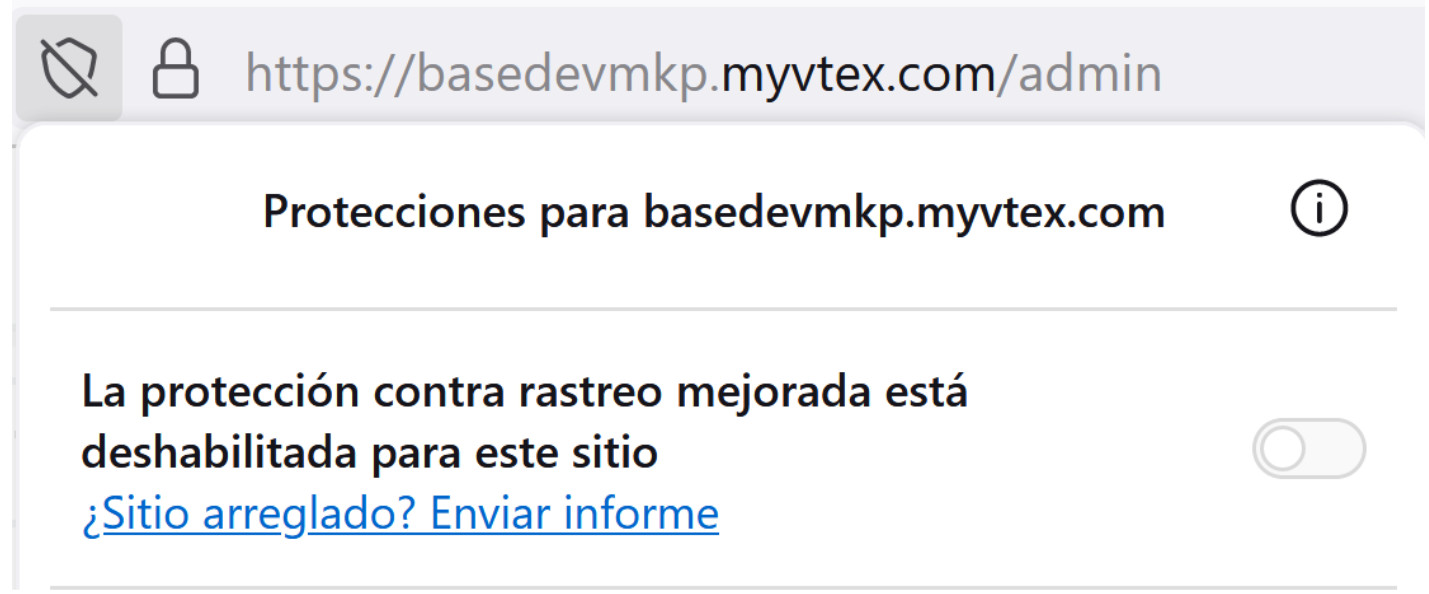 https://basedevmkp.myvtex.com/admin
Protecciones para basedevmkp.myvtex.com
La protección contra rastreo mejorada está
deshabilitada para este sitio
¿Sitio arreglado? Enviar informe